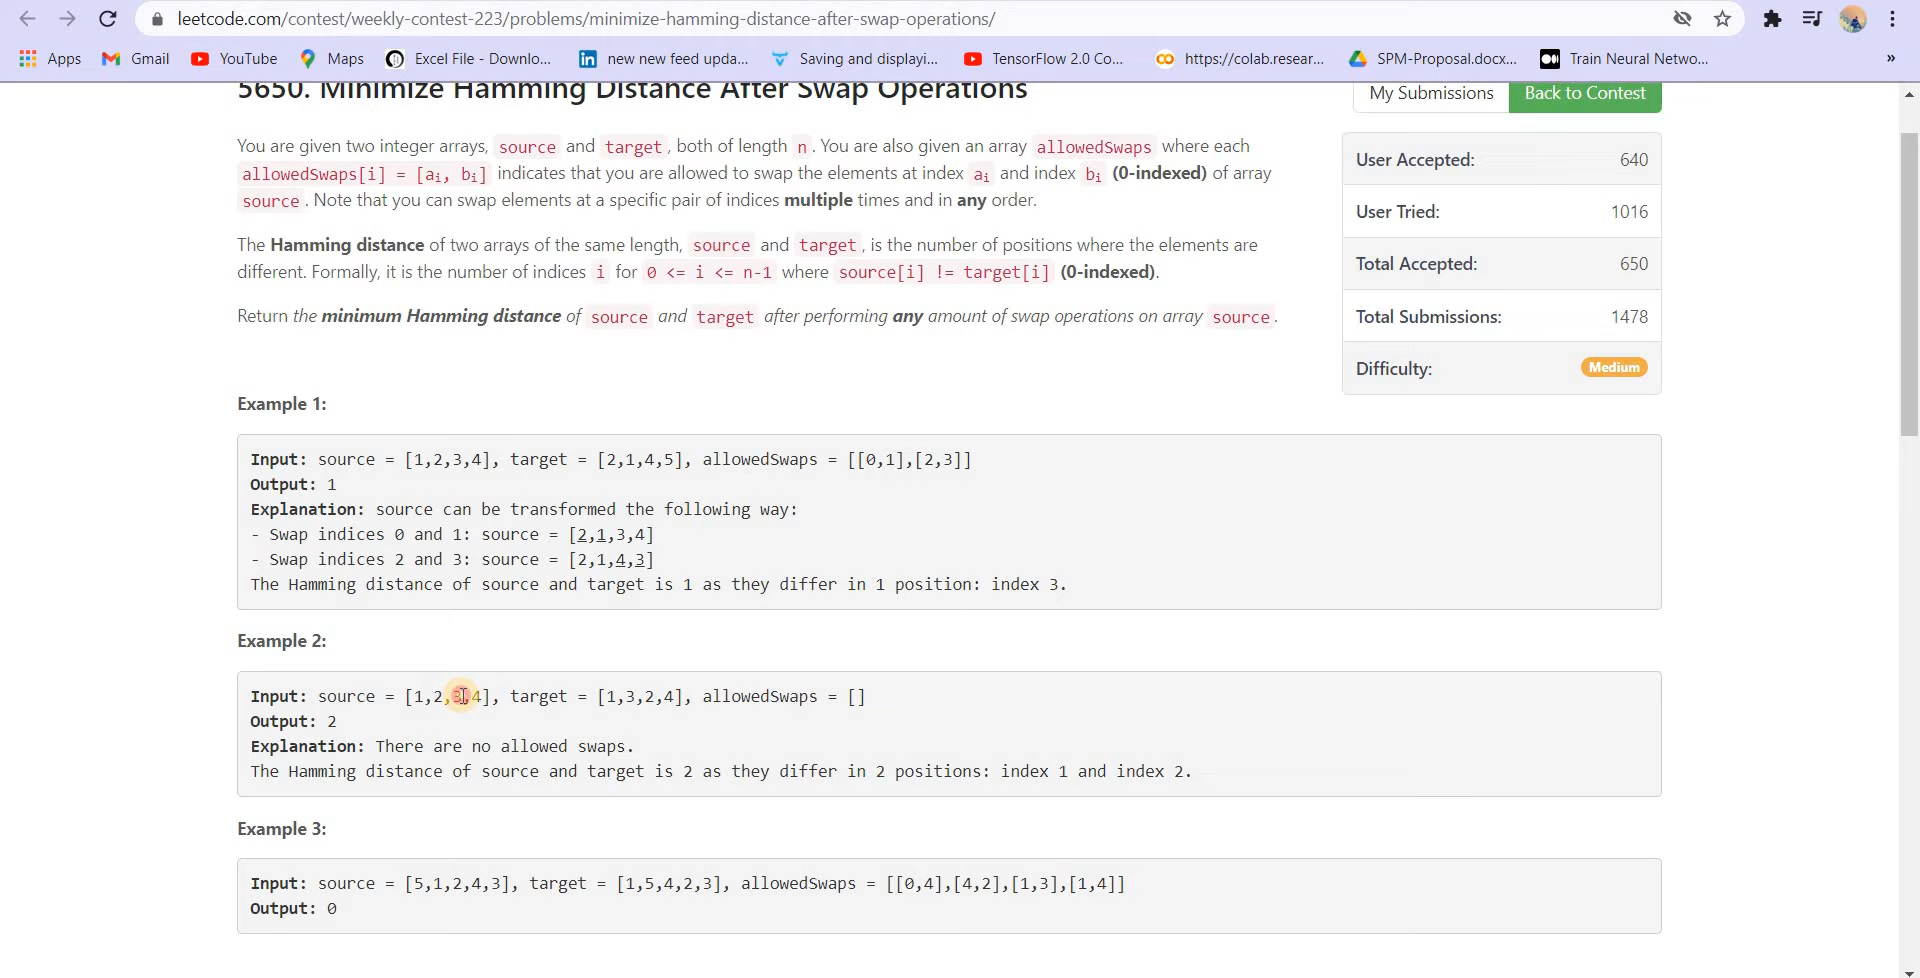 leetcode.com/contest/weekly-contest-223/problems/minimize-hamming-distance-after-swap-operations/
Apps Gmail YouTube Maps Excel File - Downlo... new new feed upda... Saving and displayi... TensorFlow 2.0 Co... https://colab.resear... SPM-Proposal.docx... Train Neural Netwo... »
5650. Minimize Hamming Distance After Swap Operations
My Submissions Back to Contest
You are given two integer arrays, source and target, both of length n. You are also given an array allowedSwaps where each
allowedSwaps[i] = [aᵢ, bᵢ] indicates that you are allowed to swap the elements at index aᵢ and index bᵢ (0-indexed) of array
source. Note that you can swap elements at a specific pair of indices multiple times and in any order.
The Hamming distance of two arrays of the same length, source and target, is the number of positions where the elements are
different. Formally, it is the number of indices i for 0 <= i <= n-1 where source[i] != target[i] (0-indexed).
Return the minimum Hamming distance of source and target after performing any amount of swap operations on array source.
User Accepted: 640
User Tried: 1016
Total Accepted: 650
Total Submissions: 1478
Difficulty: Medium
Example 1:
Input: source = [1,2,3,4], target = [2,1,4,5], allowedSwaps = [[0,1],[2,3]]
Output: 1
Explanation: source can be transformed the following way:
- Swap indices 0 and 1: source = [2,1,3,4]
- Swap indices 2 and 3: source = [2,1,4,3]
The Hamming distance of source and target is 1 as they differ in 1 position: index 3.
Example 2:
Input: source = [1,2,3,4], target = [1,3,2,4], allowedSwaps = []
Output: 2
Explanation: There are no allowed swaps.
The Hamming distance of source and target is 2 as they differ in 2 positions: index 1 and index 2.
Example 3:
Input: source = [5,1,2,4,3], target = [1,5,4,2,3], allowedSwaps = [[0,4],[4,2],[1,3],[1,4]]
Output: 0